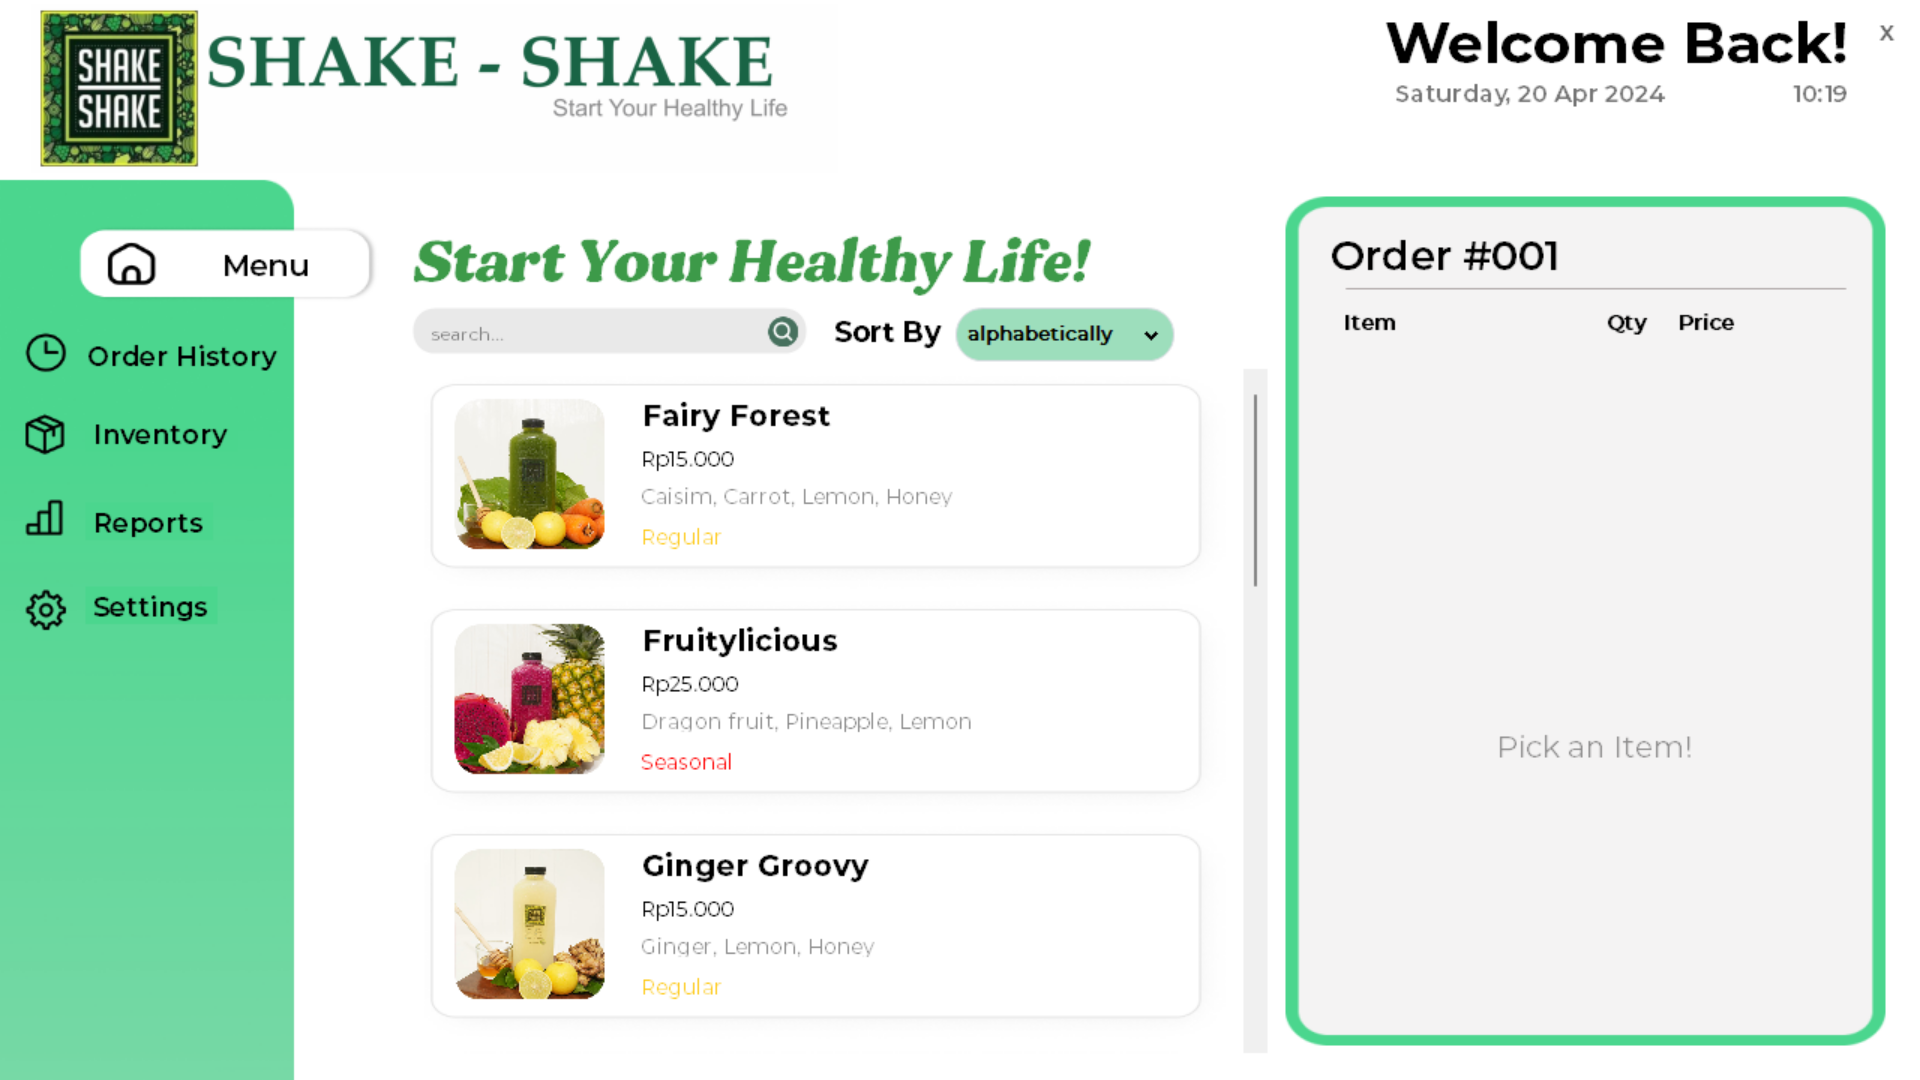 SHAKE
SHAKE
SHAKE - SHAKE
Start Your Healthy Life
Welcome Back!
Saturday, 20 Apr 2024 10:19
X
Menu
Order History
Inventory
Reports
Settings
Start Your Healthy Life!
search...
Sort By
alphabetically
Fairy Forest
Rp15.000
Caisim, Carrot, Lemon, Honey
Regular
Fruitylicious
Rp25.000
Dragon fruit, Pineapple, Lemon
Seasonal
Ginger Groovy
Rp15.000
Ginger, Lemon, Honey
Regular
Order #001
Item Qty Price
Pick an Item!